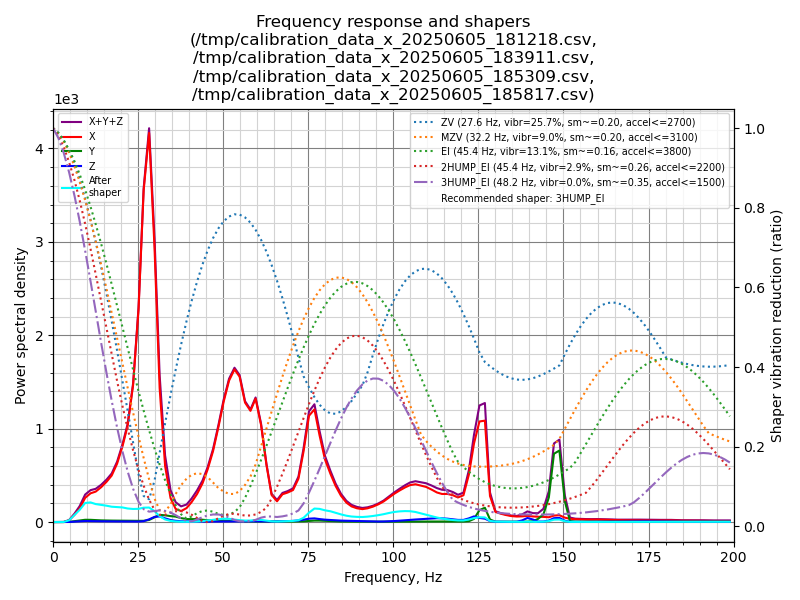 Frequency response and shapers
(/tmp/calibration_data_x_20250605_181218.csv,
/tmp/calibration_data_x_20250605_183911.csv,
/tmp/calibration_data_x_20250605_185309.csv,
/tmp/calibration_data_x_20250605_185817.csv)
1e3
X+Y+Z
X
Y
Z
After
shaper
ZV (27.6 Hz, vibr=25.7%, sm~=0.20, accel<=2700)
MZV (32.2 Hz, vibr=9.0%, sm~=0.20, accel<=3100)
EI (45.4 Hz, vibr=13.1%, sm~=0.16, accel<=3800)
2HUMP_EI (45.4 Hz, vibr=2.9%, sm~=0.26, accel<=2200)
3HUMP_EI (48.2 Hz, vibr=0.0%, sm~=0.35, accel<=1500)
Recommended shaper: 3HUMP_EI
Power spectral density
4
3
2
1
0
1.0
0.8
0.6
0.4
0.2
0.0
Shaper vibration reduction (ratio)
0 25 50 75 100 125 150 175 200
Frequency, Hz